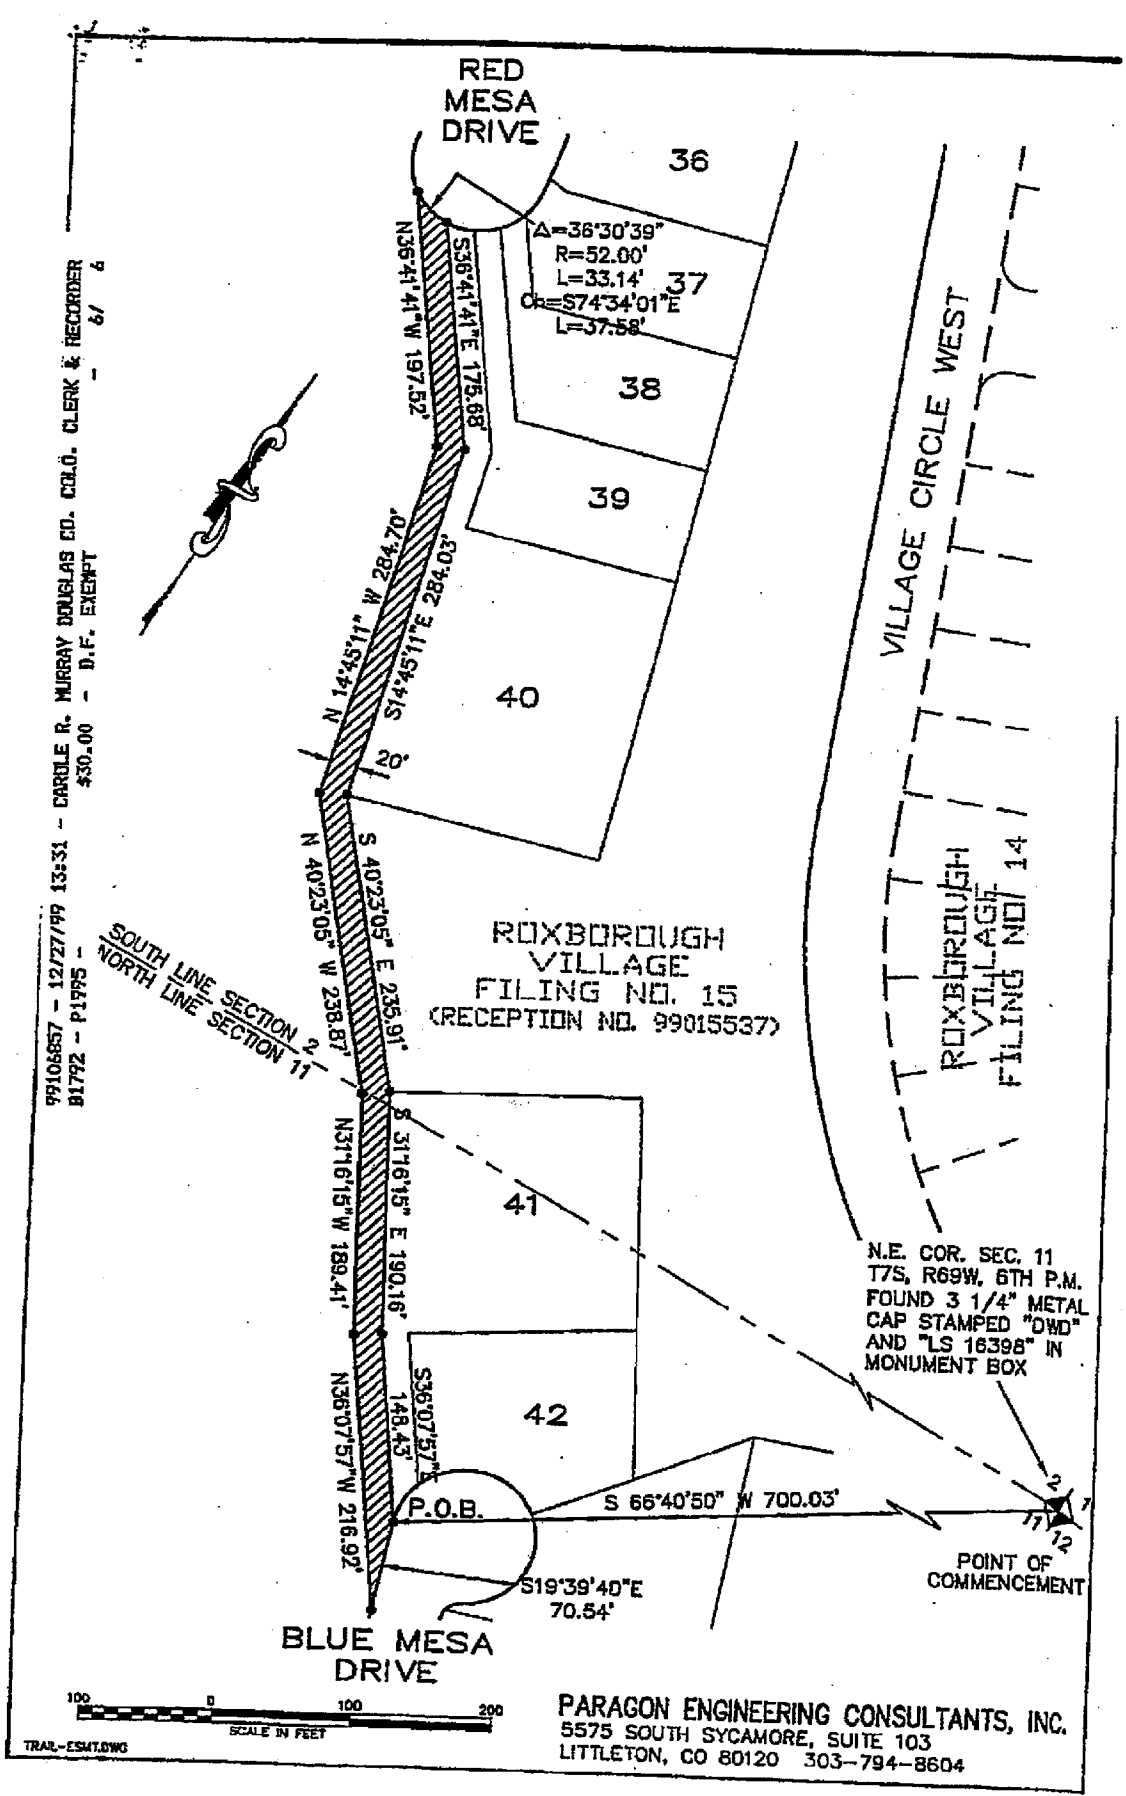 RED
MESA
DRIVE
36
Δ=36°30'39"
R=52.00'
L=33.14'
Ch=S74°34'01"E
L=37.58'
37
N36°41'41"W 197.52'
S36°41'41"E 175.68'
38
39
VILLAGE CIRCLE WEST
N 14°45'11" W 284.70'
S14°45'11"E 284.03'
40
20'
N 40°23'05" W 238.87'
S 40°23'05" E 235.91'
SOUTH LINE SECTION 2
NORTH LINE SECTION 11
ROXBOROUGH
VILLAGE
FILING NO. 15
(RECEPTION NO. 99015537)
ROXBOROUGH
VILLAGE
FILING NO. 14
N31°16'15"W 189.41'
S 31°16'15" E 190.16'
41
N.E. COR. SEC. 11
T7S, R69W, 6TH P.M.
FOUND 3 1/4" METAL
CAP STAMPED "DWD"
AND "LS 16398" IN
MONUMENT BOX
N36°07'57"W 216.92'
S36°07'57"E
148.43'
42
P.O.B.
S 66°40'50" W 700.03'
2
1
11
12
POINT OF
COMMENCEMENT
S19°39'40"E
70.54'
BLUE MESA
DRIVE
100 0 100 200
SCALE IN FEET
TRAIL-ESMT.DWG
PARAGON ENGINEERING CONSULTANTS, INC.
5575 SOUTH SYCAMORE, SUITE 103
LITTLETON, CO 80120 303-794-8604
99106857 - 12/27/99 13:31 - CAROLE R. MURRAY DOUGLAS CO. COLO. CLERK & RECORDER
B1792 - P1995 - $30.00 - D.F. EXEMPT - 6/ 6